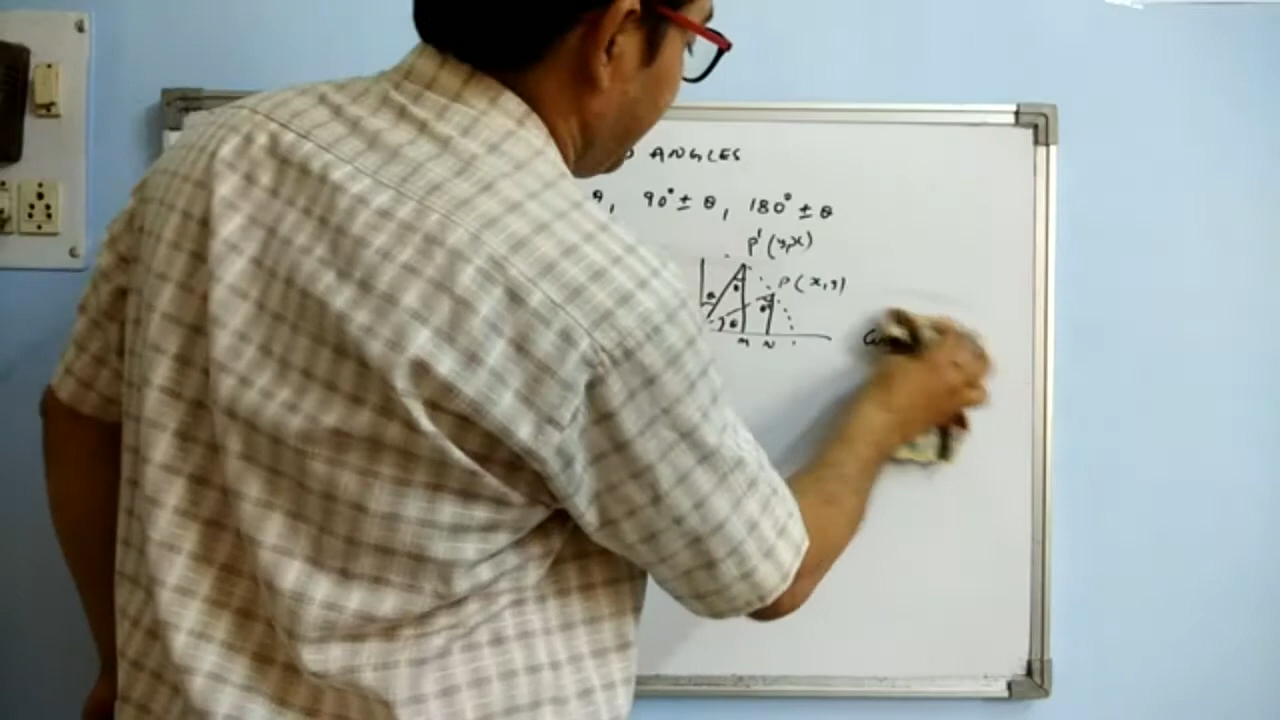 ANGLES
θ, 90° ± θ, 180° ± θ
P' (y,x)
P (x,y)
θ
θ
θ
θ
M N